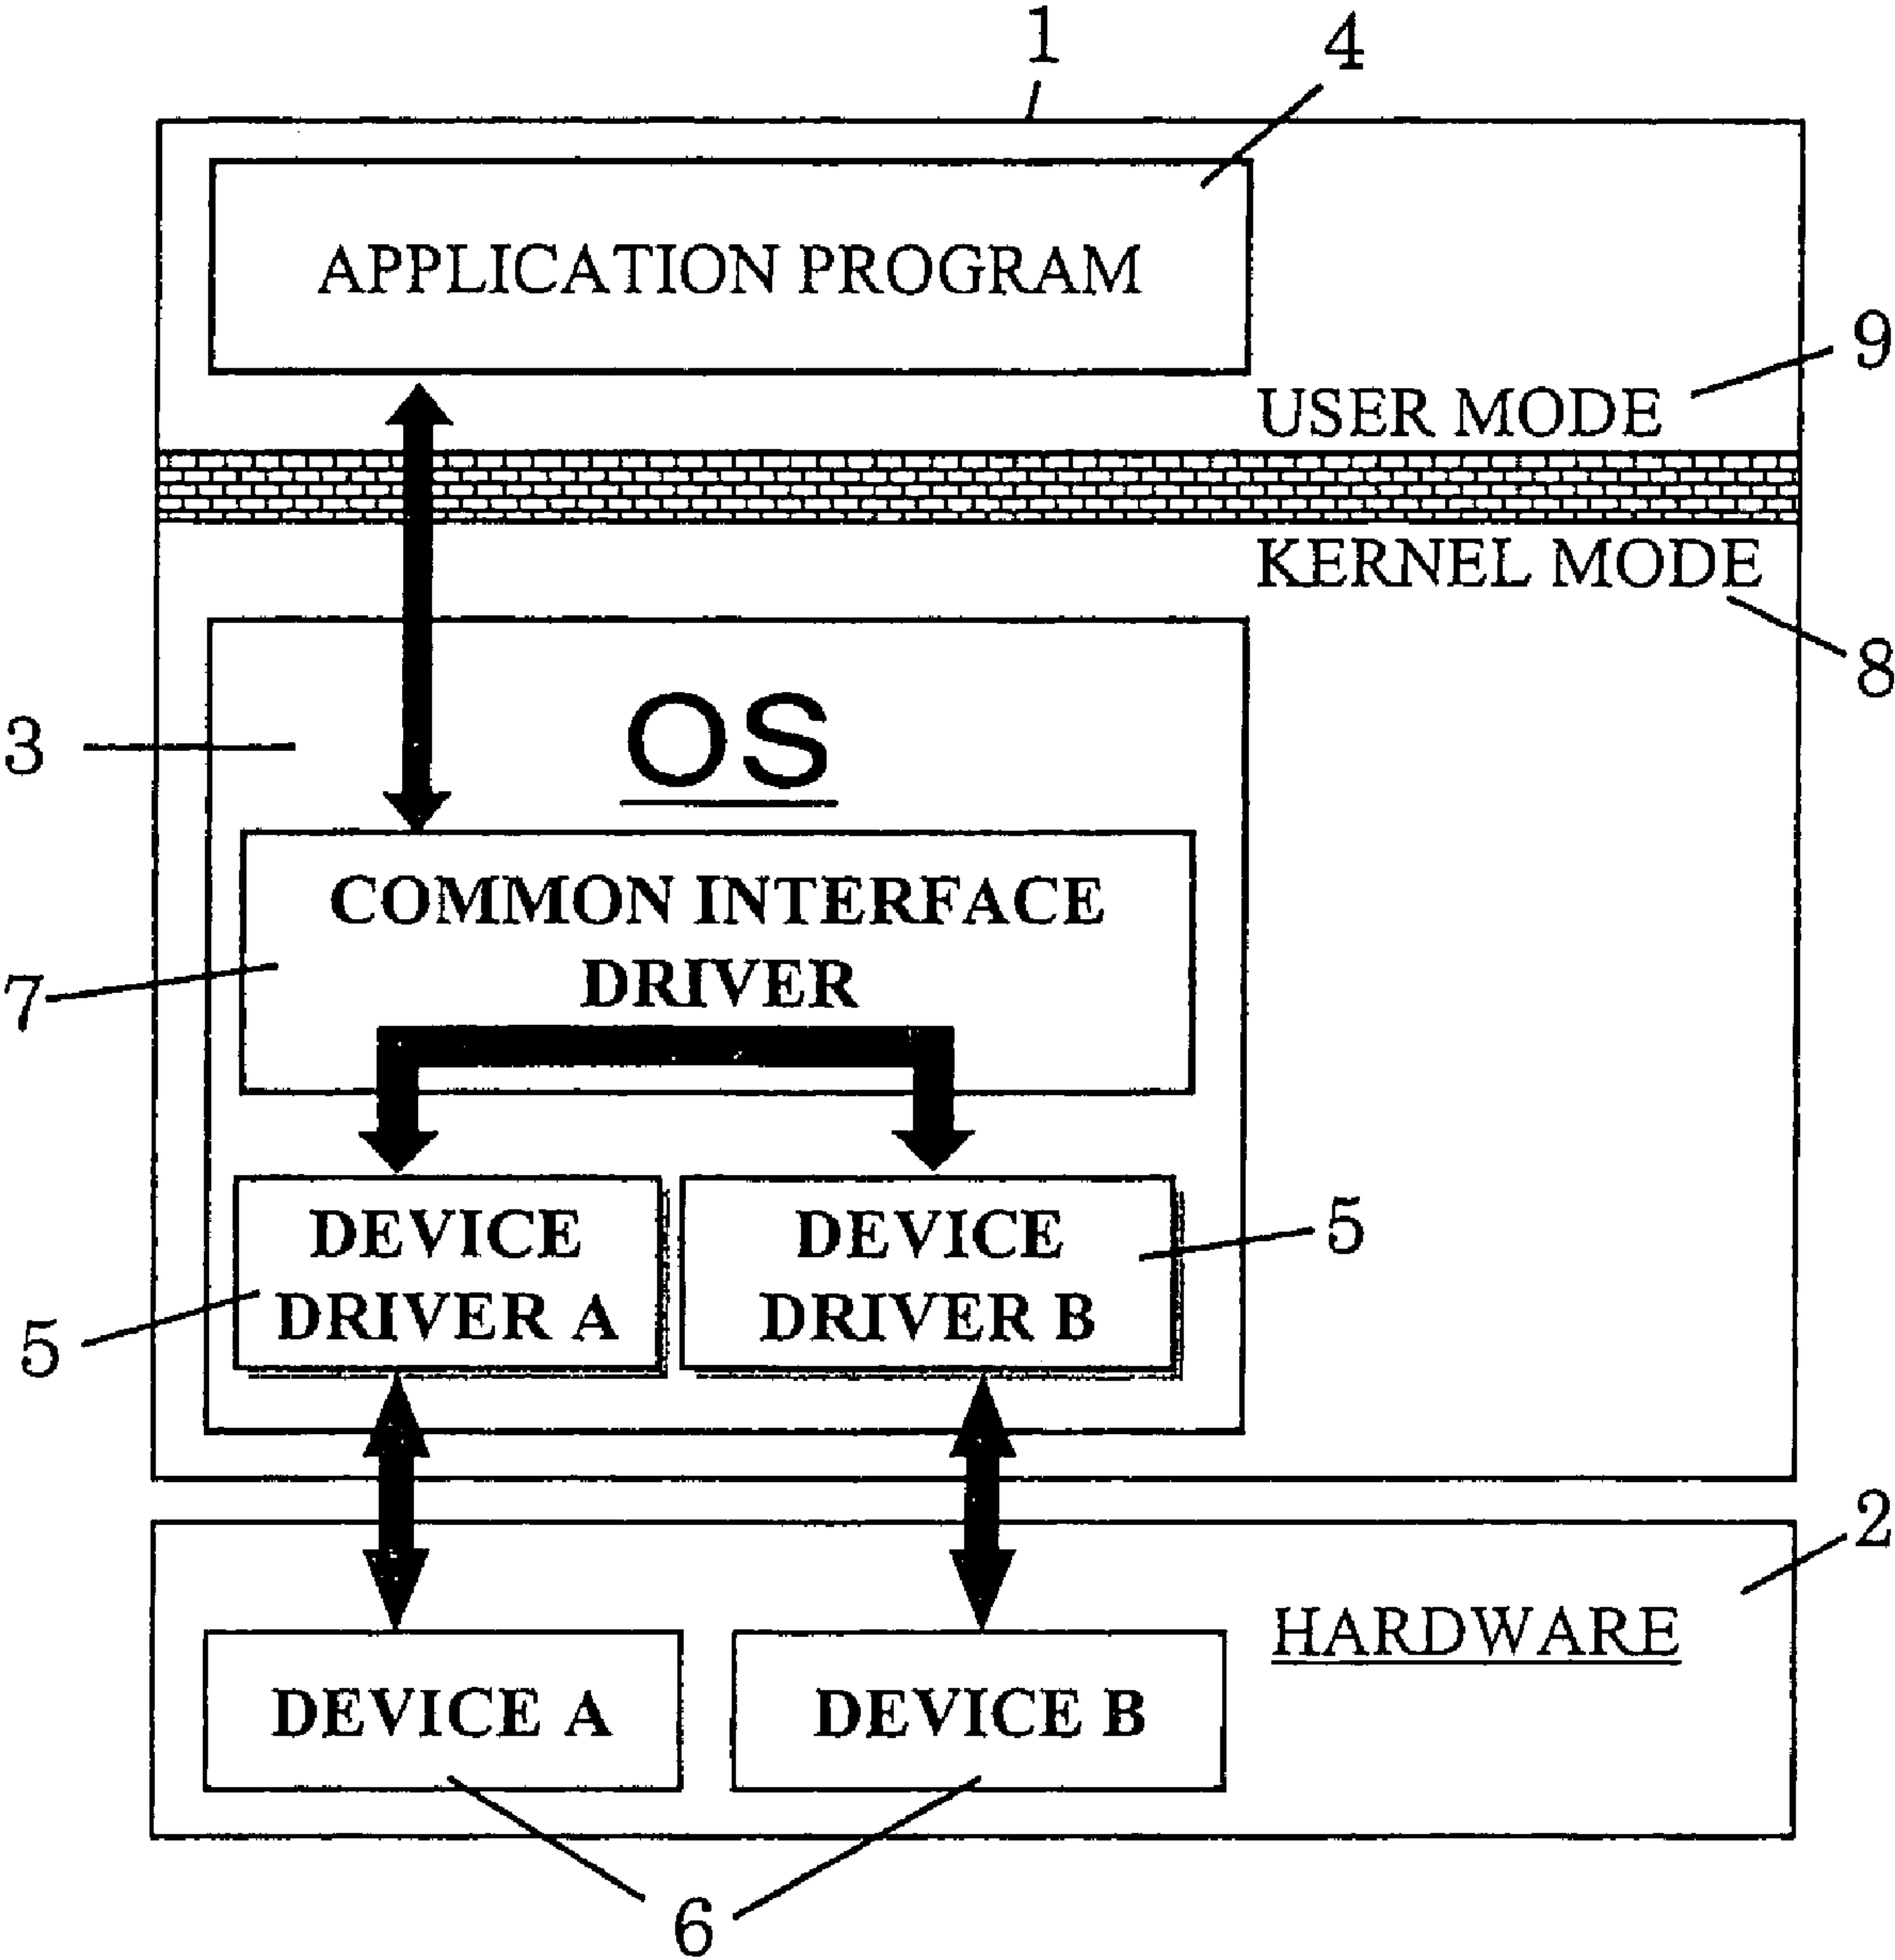 1
4
APPLICATION PROGRAM
9
USER MODE
KERNEL MODE
8
3
OS
COMMON INTERFACE
DRIVER
7
DEVICE
DRIVER A
DEVICE
DRIVER B
5
5
2
HARDWARE
DEVICE A
DEVICE B
6